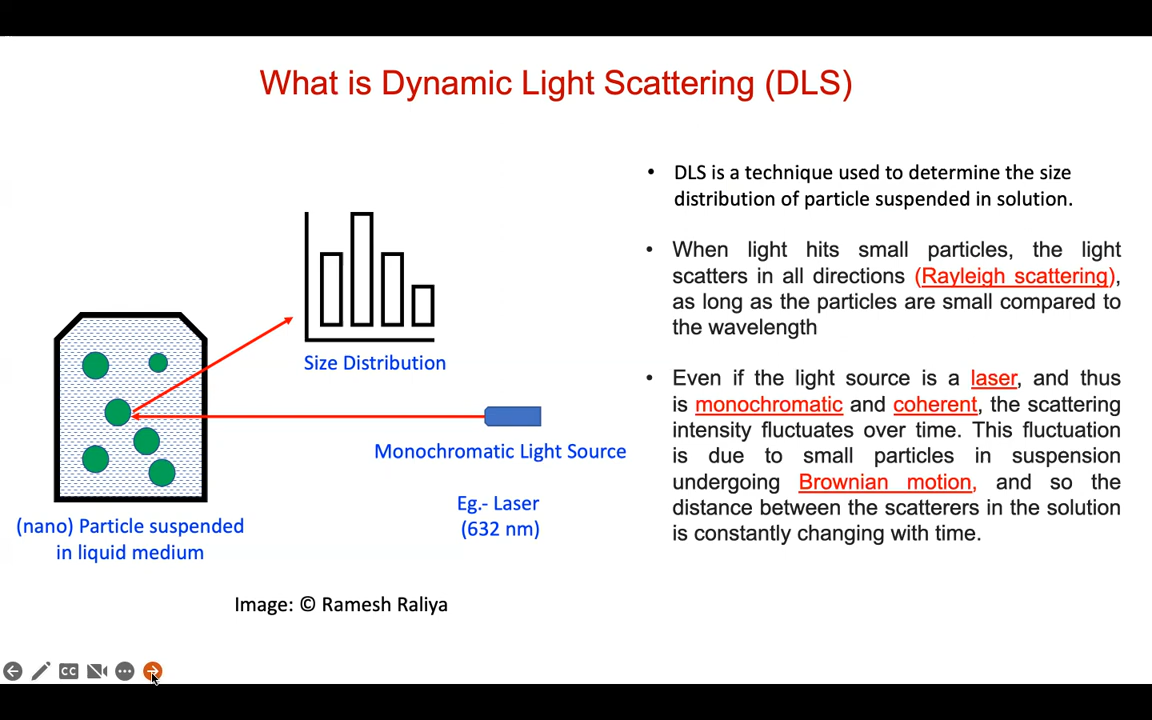 What is Dynamic Light Scattering (DLS)
Size Distribution
Monochromatic Light Source
Eg.- Laser
(632 nm)
(nano) Particle suspended
in liquid medium
Image: © Ramesh Raliya
• DLS is a technique used to determine the size
distribution of particle suspended in solution.
• When light hits small particles, the light
scatters in all directions (Rayleigh scattering),
as long as the particles are small compared to
the wavelength
• Even if the light source is a laser, and thus
is monochromatic and coherent, the scattering
intensity fluctuates over time. This fluctuation
is due to small particles in suspension
undergoing Brownian motion, and so the
distance between the scatterers in the solution
is constantly changing with time.
CC